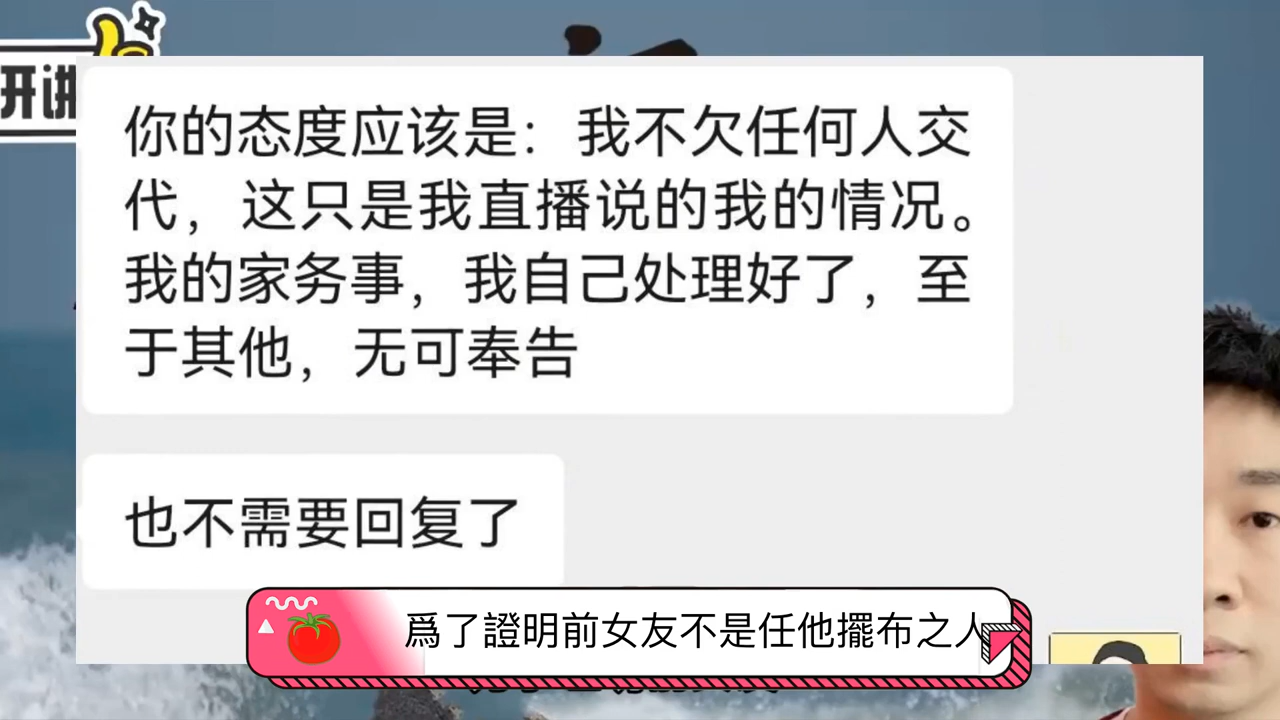 开讲
你的态度应该是：我不欠任何人交
代，这只是我直播说的我的情况。
我的家务事，我自己处理好了，至
于其他，无可奉告
也不需要回复了
爲了證明前女友不是任他擺布之人